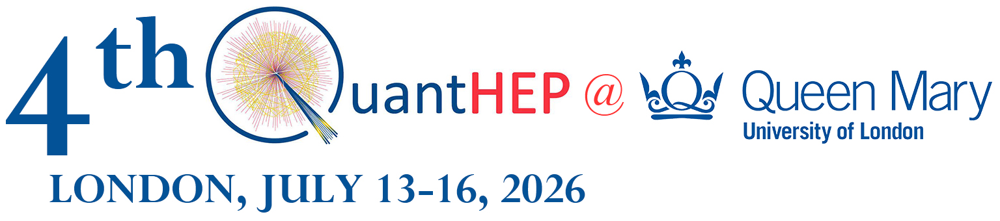 4th QuantHEP @ Queen Mary
University of London
LONDON, JULY 13-16, 2026